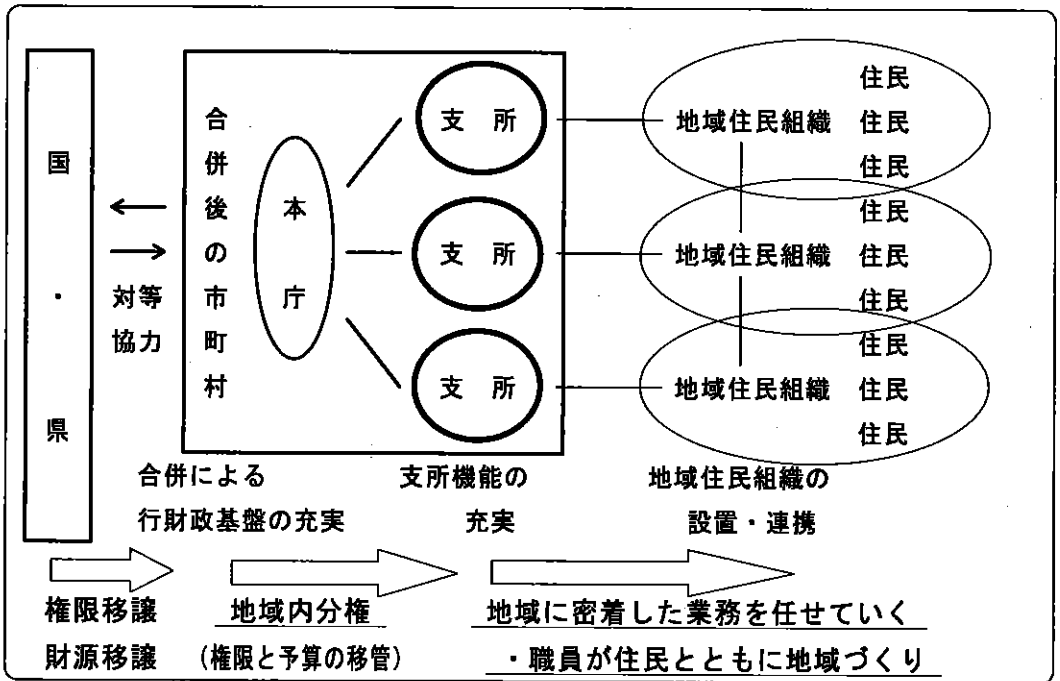 国・県
対等
協力
合併後の市町村
本庁
支所
支所
支所
地域住民組織
地域住民組織
地域住民組織
住民
住民
住民
住民
住民
住民
住民
住民
住民
合併による
行財政基盤の充実
支所機能の
充実
地域住民組織の
設置・連携
権限移譲
財源移譲
地域内分権
(権限と予算の移管)
地域に密着した業務を任せていく
・職員が住民とともに地域づくり